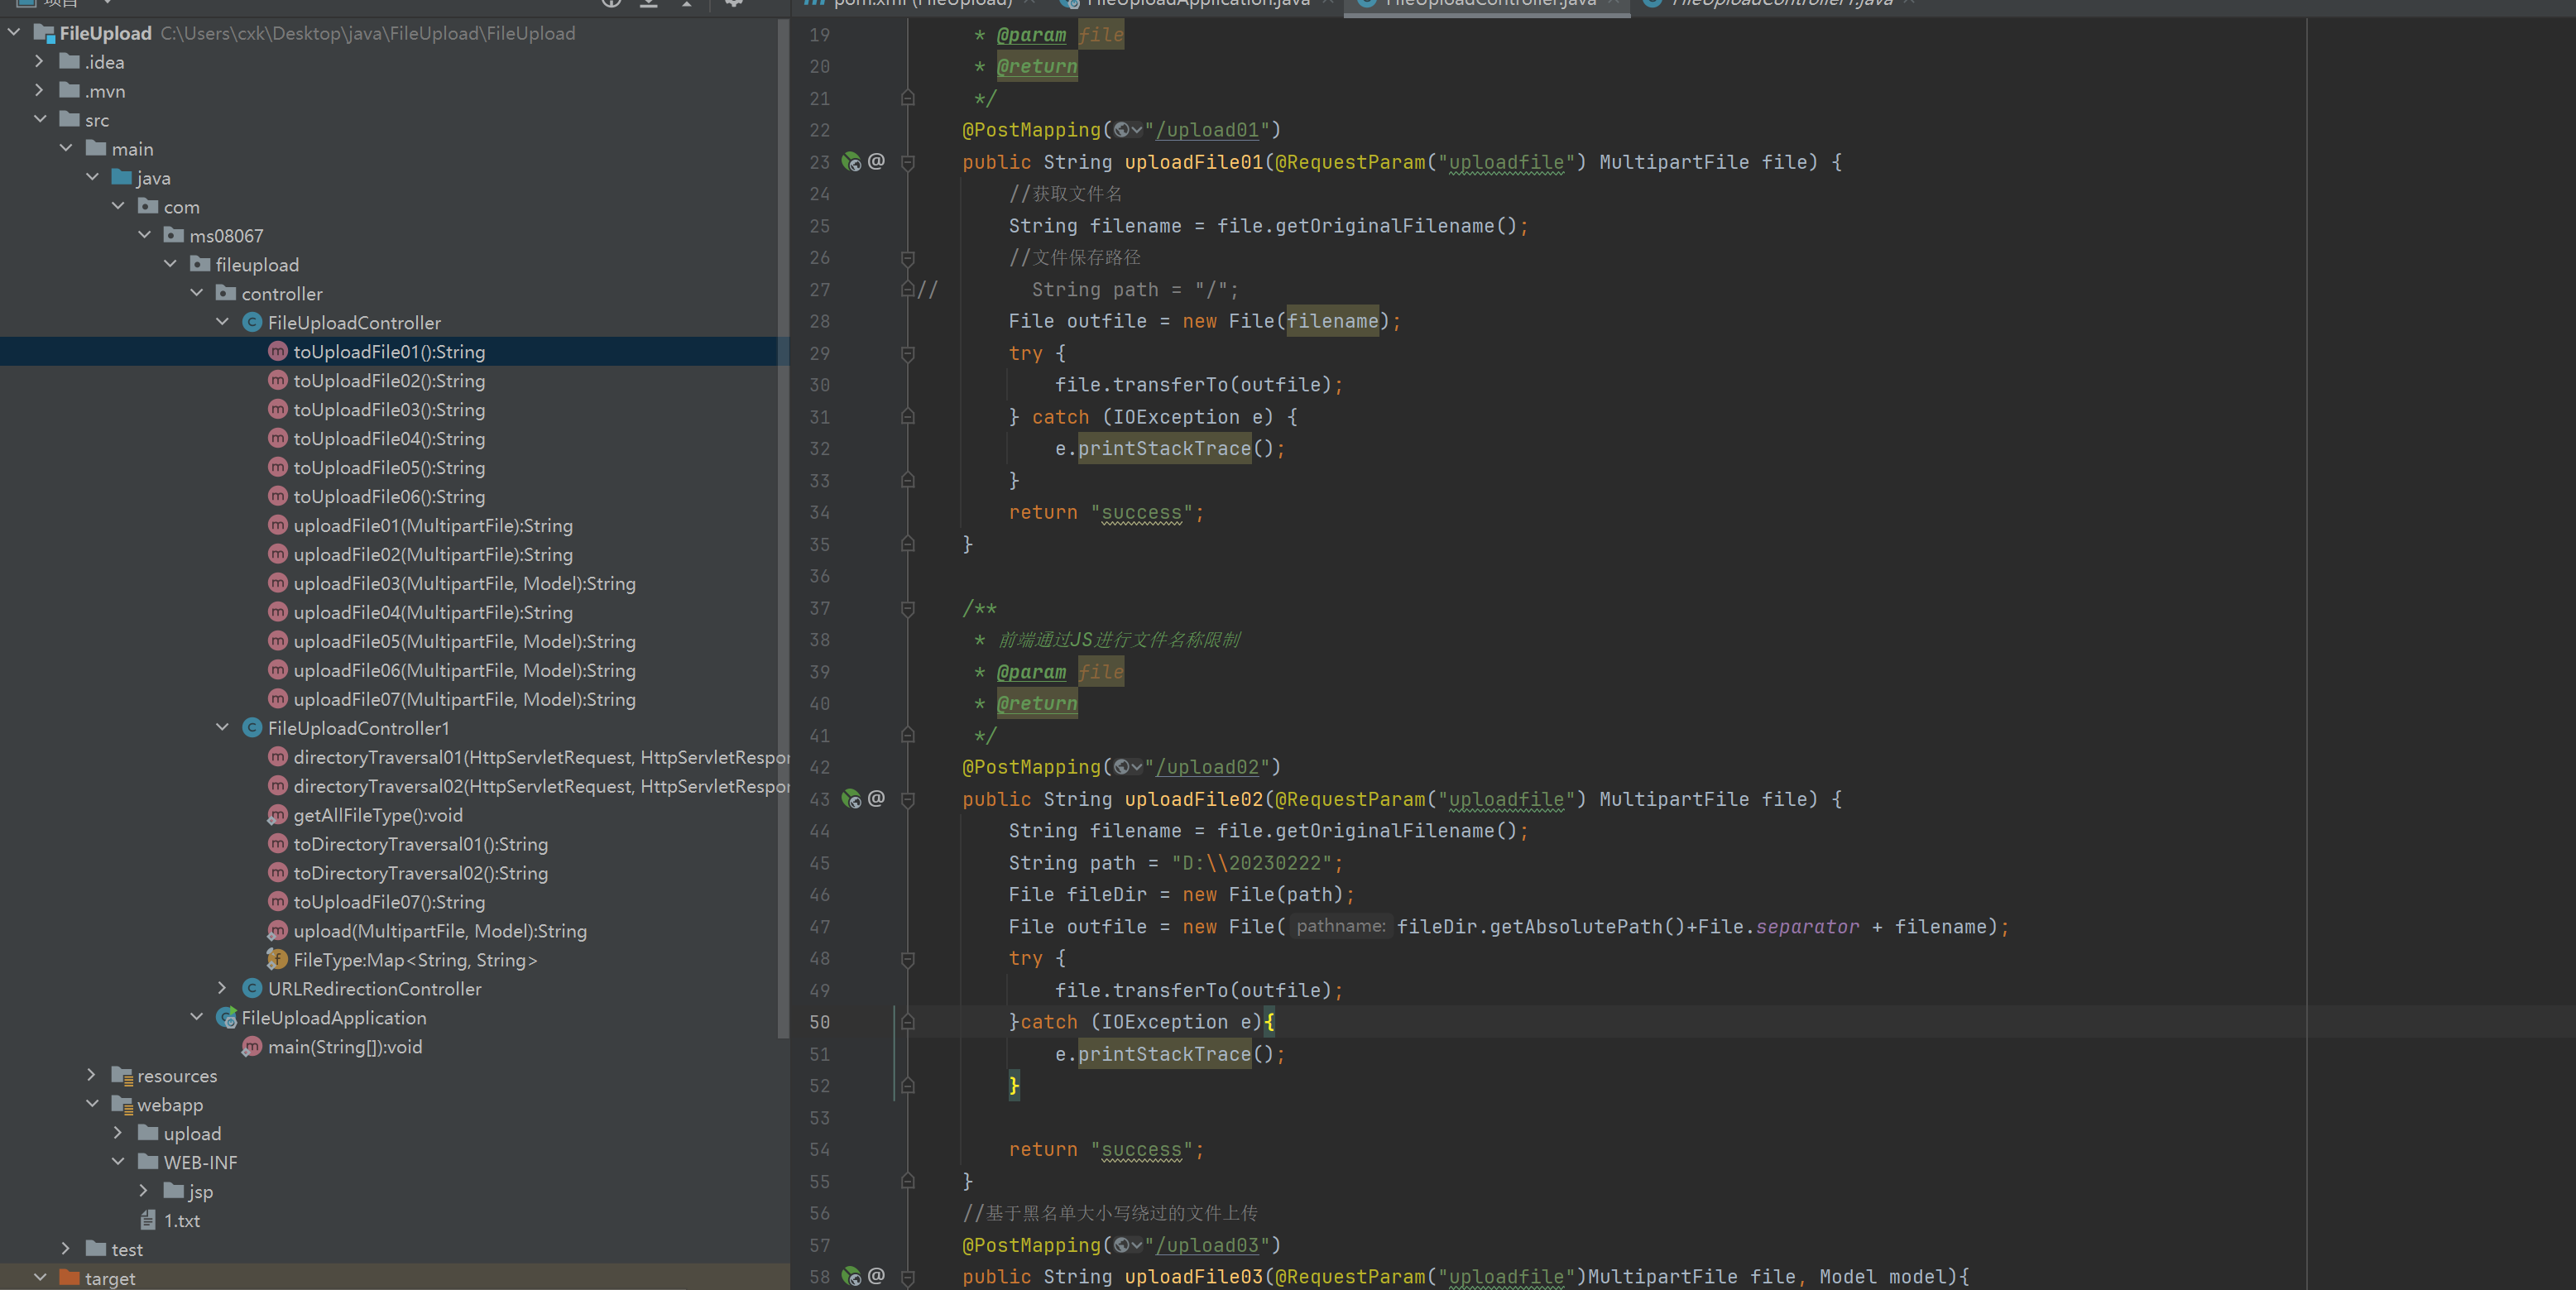 项目
FileUpload C:\Users\cxk\Desktop\java\FileUpload\FileUpload
.idea
.mvn
src
main
java
com
ms08067
fileupload
controller
FileUploadController
toUploadFile01():String
toUploadFile02():String
toUploadFile03():String
toUploadFile04():String
toUploadFile05():String
toUploadFile06():String
uploadFile01(MultipartFile):String
uploadFile02(MultipartFile):String
uploadFile03(MultipartFile, Model):String
uploadFile04(MultipartFile):String
uploadFile05(MultipartFile, Model):String
uploadFile06(MultipartFile, Model):String
uploadFile07(MultipartFile, Model):String
FileUploadController1
directoryTraversal01(HttpServletRequest, HttpServletRespor
directoryTraversal02(HttpServletRequest, HttpServletRespor
getAllFileType():void
toDirectoryTraversal01():String
toDirectoryTraversal02():String
toUploadFile07():String
upload(MultipartFile, Model):String
FileType:Map<String, String>
URLRedirectionController
FileUploadApplication
main(String[]):void
resources
webapp
upload
WEB-INF
jsp
1.txt
test
target
pom.xml (FileUpload) FileUploadApplication.java FileUploadController.java FileUploadController1.java
19 * @param file
20 * @return
21 */
22 @PostMapping("/upload01")
23 public String uploadFile01(@RequestParam("uploadfile") MultipartFile file) {
24 //获取文件名
25 String filename = file.getOriginalFilename();
26 //文件保存路径
27 // String path = "/";
28 File outfile = new File(filename);
29 try {
30 file.transferTo(outfile);
31 } catch (IOException e) {
32 e.printStackTrace();
33 }
34 return "success";
35 }
36
37 /**
38 * 前端通过JS进行文件名称限制
39 * @param file
40 * @return
41 */
42 @PostMapping("/upload02")
43 public String uploadFile02(@RequestParam("uploadfile") MultipartFile file) {
44 String filename = file.getOriginalFilename();
45 String path = "D:\\20230222";
46 File fileDir = new File(path);
47 File outfile = new File( pathname: fileDir.getAbsolutePath()+File.separator + filename);
48 try {
49 file.transferTo(outfile);
50 }catch (IOException e){
51 e.printStackTrace();
52 }
53
54 return "success";
55 }
56 //基于黑名单大小写绕过的文件上传
57 @PostMapping("/upload03")
58 public String uploadFile03(@RequestParam("uploadfile")MultipartFile file, Model model){